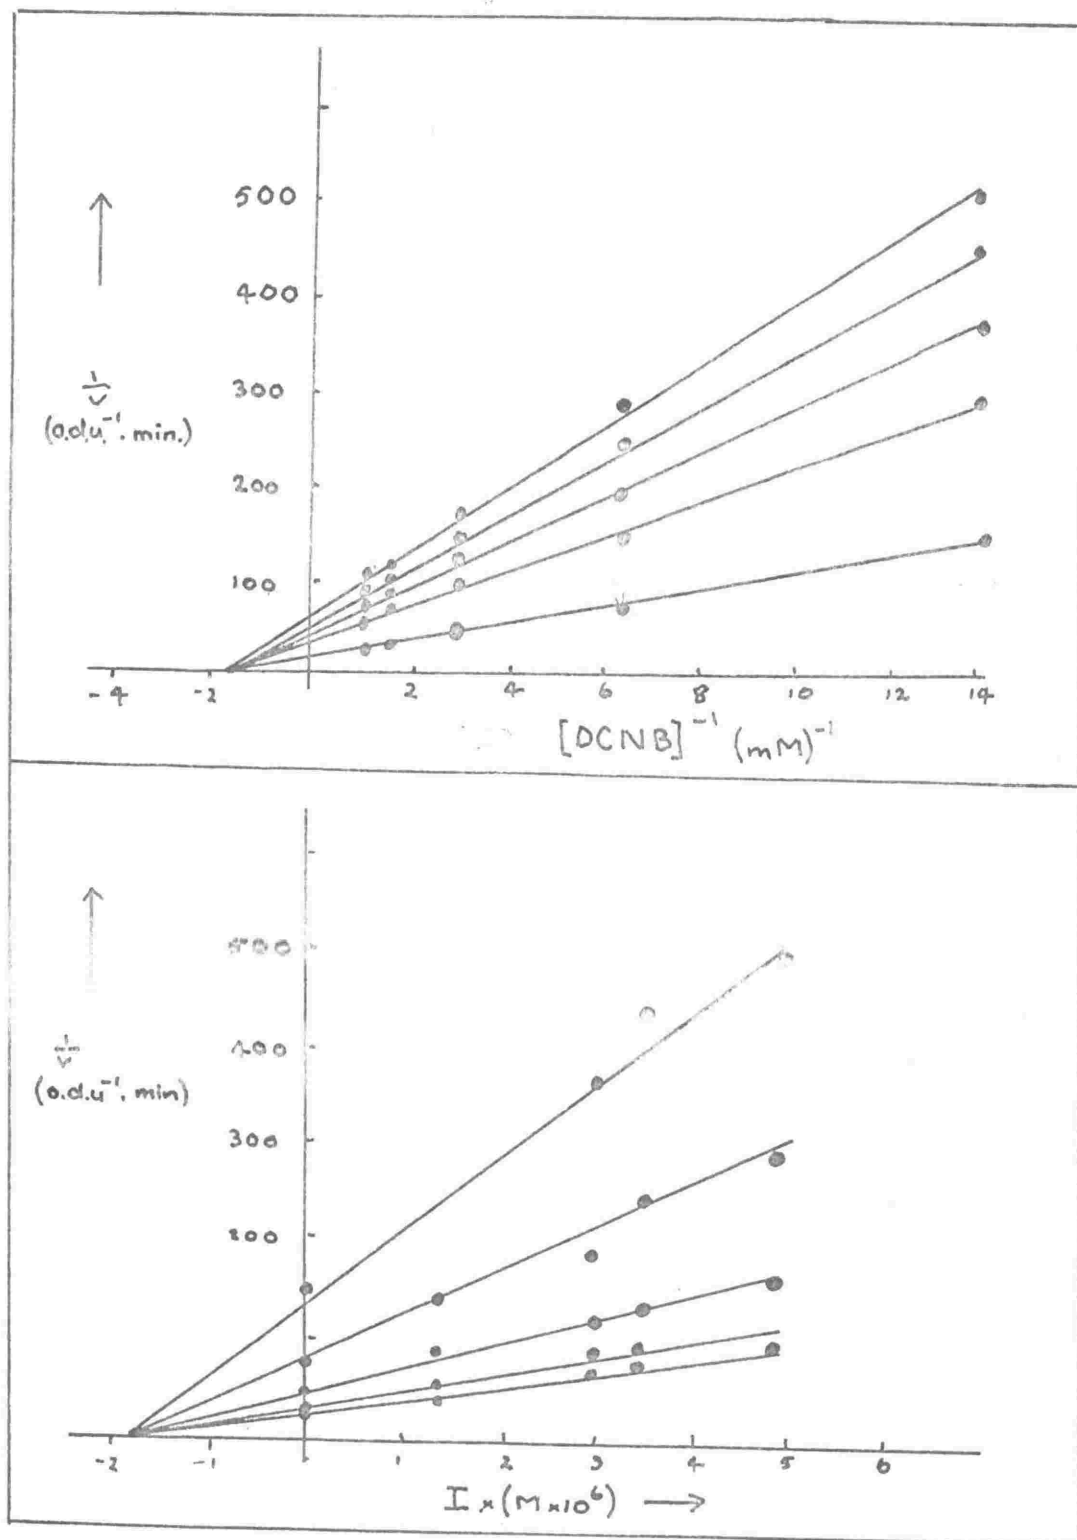 500
400
300
200
100
1/v
(o.d.u.⁻¹. min.)
-4 -2 2 4 6 8 10 12 14
[DCNB]⁻¹ (mM)⁻¹
500
400
300
200
1/v
(o.d.u⁻¹. min)
-2 -1 1 2 3 4 5 6
I × (M×10⁶)